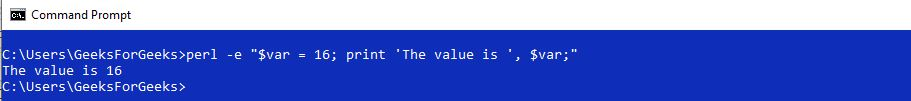 Command Prompt
C:\Users\GeeksForGeeks>perl -e "$var = 16; print 'The value is ', $var;"
The value is 16
C:\Users\GeeksForGeeks>